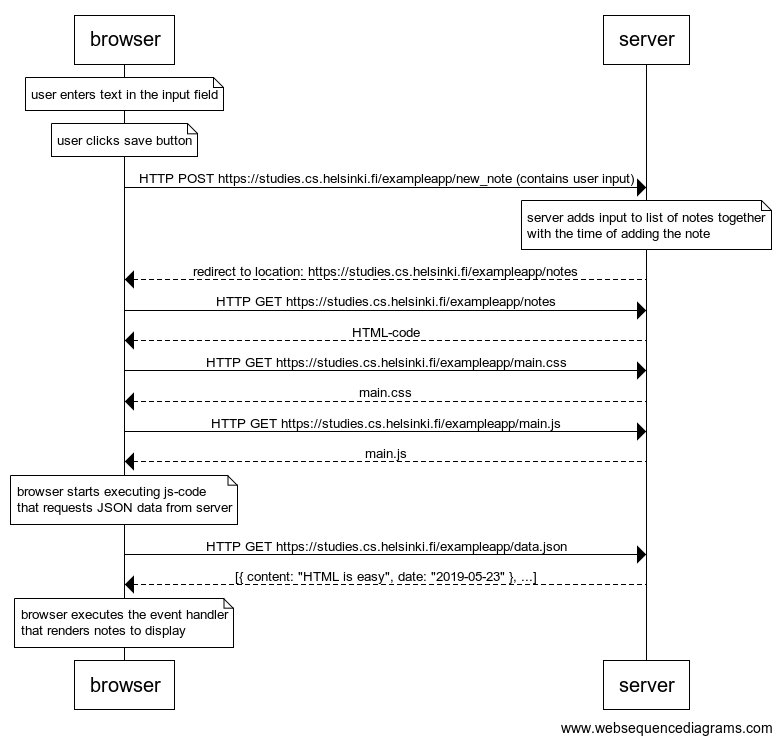 browser
server
user enters text in the input field
user clicks save button
HTTP POST https://studies.cs.helsinki.fi/exampleapp/new_note (contains user input)
server adds input to list of notes together
with the time of adding the note
redirect to location: https://studies.cs.helsinki.fi/exampleapp/notes
HTTP GET https://studies.cs.helsinki.fi/exampleapp/notes
HTML-code
HTTP GET https://studies.cs.helsinki.fi/exampleapp/main.css
main.css
HTTP GET https://studies.cs.helsinki.fi/exampleapp/main.js
main.js
browser starts executing js-code
that requests JSON data from server
HTTP GET https://studies.cs.helsinki.fi/exampleapp/data.json
[{ content: "HTML is easy", date: "2019-05-23" }, ...]
browser executes the event handler
that renders notes to display
browser
server
www.websequencediagrams.com